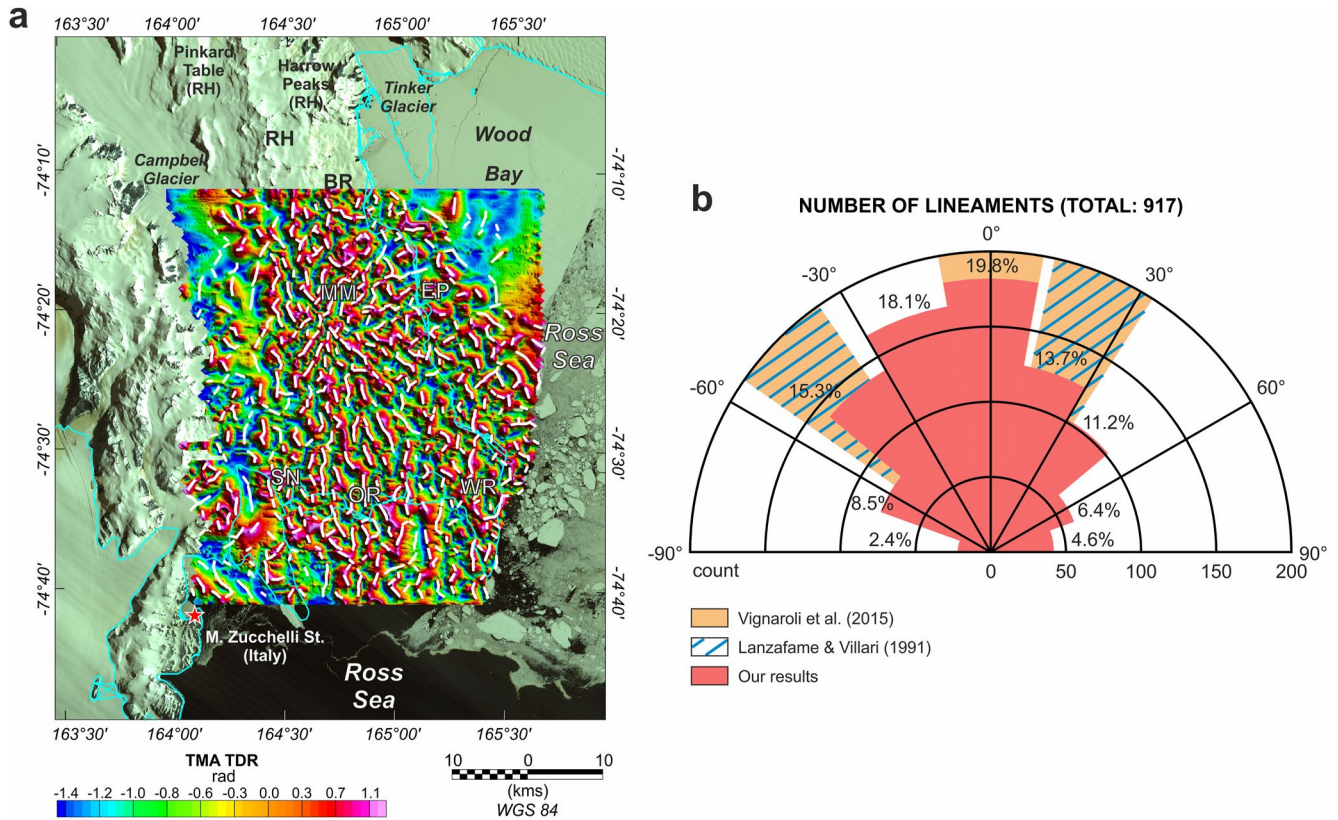 a
163°30' 164°00' 164°30' 165°00' 165°30'
Pinkard
Table
(RH)
Harrow
Peaks
(RH)
Tinker
Glacier
RH
Wood
Bay
Campbel
Glacier
BR
-74°10' -74°10'
MM EP
-74°20' -74°20'
Ross
Sea
-74°30' -74°30'
SN OR WR
-74°40' -74°40'
M. Zucchelli St.
(Italy)
Ross
Sea
163°30' 164°00' 164°30' 165°00' 165°30'
TMA TDR
rad
-1.4 -1.2 -1.0 -0.8 -0.6 -0.3 0.0 0.3 0.7 1.1
10 0 10
(kms)
WGS 84
b
NUMBER OF LINEAMENTS (TOTAL: 917)
0°
-30° 30°
19.8%
18.1%
13.7%
-60° 60°
15.3%
11.2%
8.5% 6.4%
2.4% 4.6%
-90° 90°
count 0 50 100 150 200
Vignaroli et al. (2015)
Lanzafame & Villari (1991)
Our results